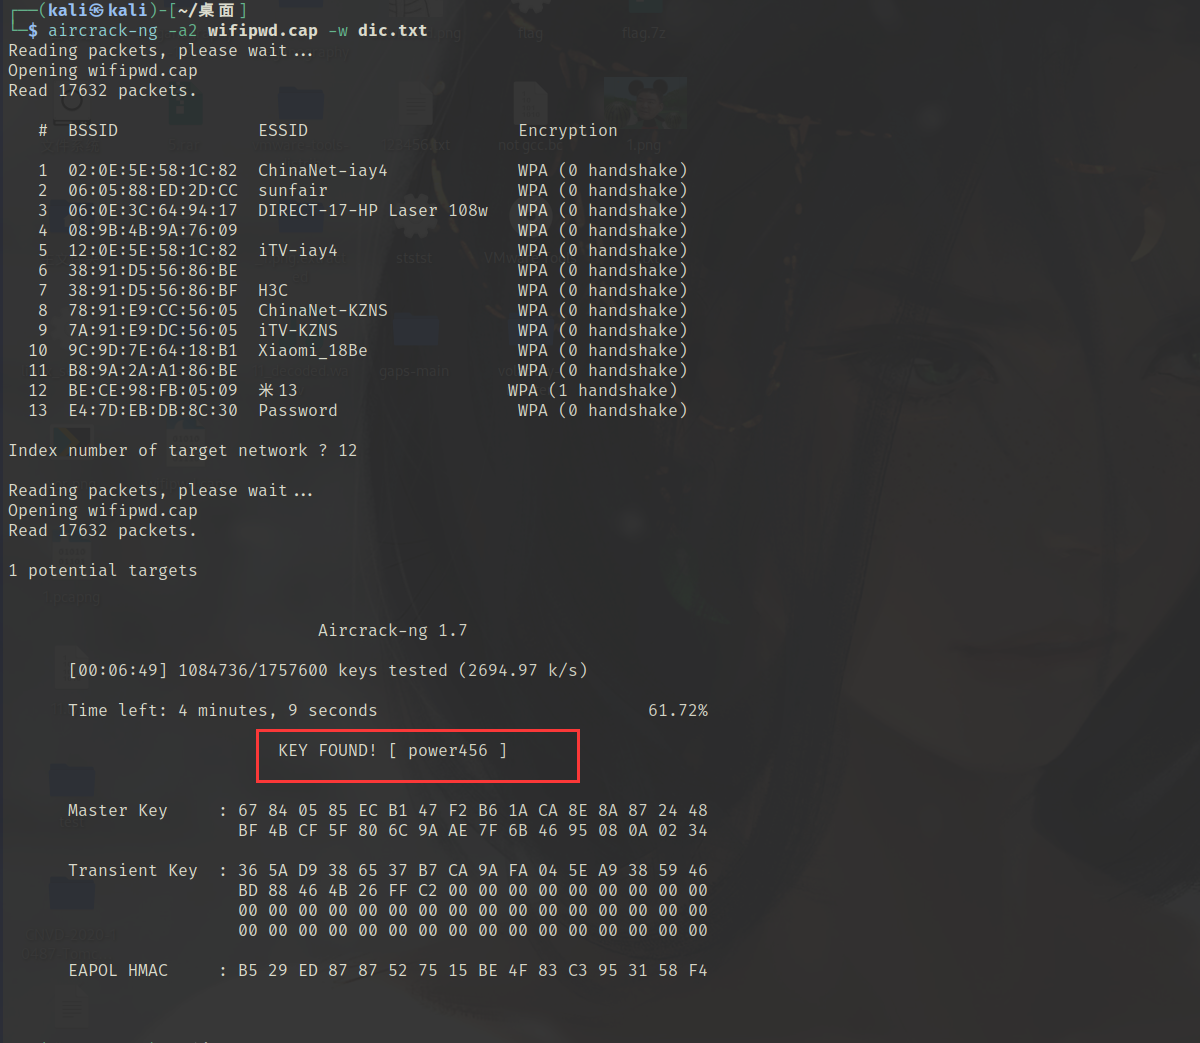 (kali㉿kali)-[~/桌面]
$ aircrack-ng -a2 wifipwd.cap -w dic.txt
Reading packets, please wait...
Opening wifipwd.cap
Read 17632 packets.
# BSSID ESSID Encryption
1 02:0E:5E:58:1C:82 ChinaNet-iay4 WPA (0 handshake)
2 06:05:88:ED:2D:CC sunfair WPA (0 handshake)
3 06:0E:3C:64:94:17 DIRECT-17-HP Laser 108w WPA (0 handshake)
4 08:9B:4B:9A:76:09 WPA (0 handshake)
5 12:0E:5E:58:1C:82 iTV-iay4 WPA (0 handshake)
6 38:91:D5:56:86:BE WPA (0 handshake)
7 38:91:D5:56:86:BF H3C WPA (0 handshake)
8 78:91:E9:CC:56:05 ChinaNet-KZNS WPA (0 handshake)
9 7A:91:E9:DC:56:05 iTV-KZNS WPA (0 handshake)
10 9C:9D:7E:64:18:B1 Xiaomi_18Be WPA (0 handshake)
11 B8:9A:2A:A1:86:BE WPA (0 handshake)
12 BE:CE:98:FB:05:09 米13 WPA (1 handshake)
13 E4:7D:EB:DB:8C:30 Password WPA (0 handshake)
Index number of target network ? 12
Reading packets, please wait...
Opening wifipwd.cap
Read 17632 packets.
1 potential targets
Aircrack-ng 1.7
[00:06:49] 1084736/1757600 keys tested (2694.97 k/s)
Time left: 4 minutes, 9 seconds 61.72%
KEY FOUND! [ power456 ]
Master Key : 67 84 05 85 EC B1 47 F2 B6 1A CA 8E 8A 87 24 48
BF 4B CF 5F 80 6C 9A AE 7F 6B 46 95 08 0A 02 34
Transient Key : 36 5A D9 38 65 37 B7 CA 9A FA 04 5E A9 38 59 46
BD 88 46 4B 26 FF C2 00 00 00 00 00 00 00 00 00
00 00 00 00 00 00 00 00 00 00 00 00 00 00 00 00
00 00 00 00 00 00 00 00 00 00 00 00 00 00 00 00
EAPOL HMAC : B5 29 ED 87 87 52 75 15 BE 4F 83 C3 95 31 58 F4
flag
flag.7z
1.png
ststst
gaps-main